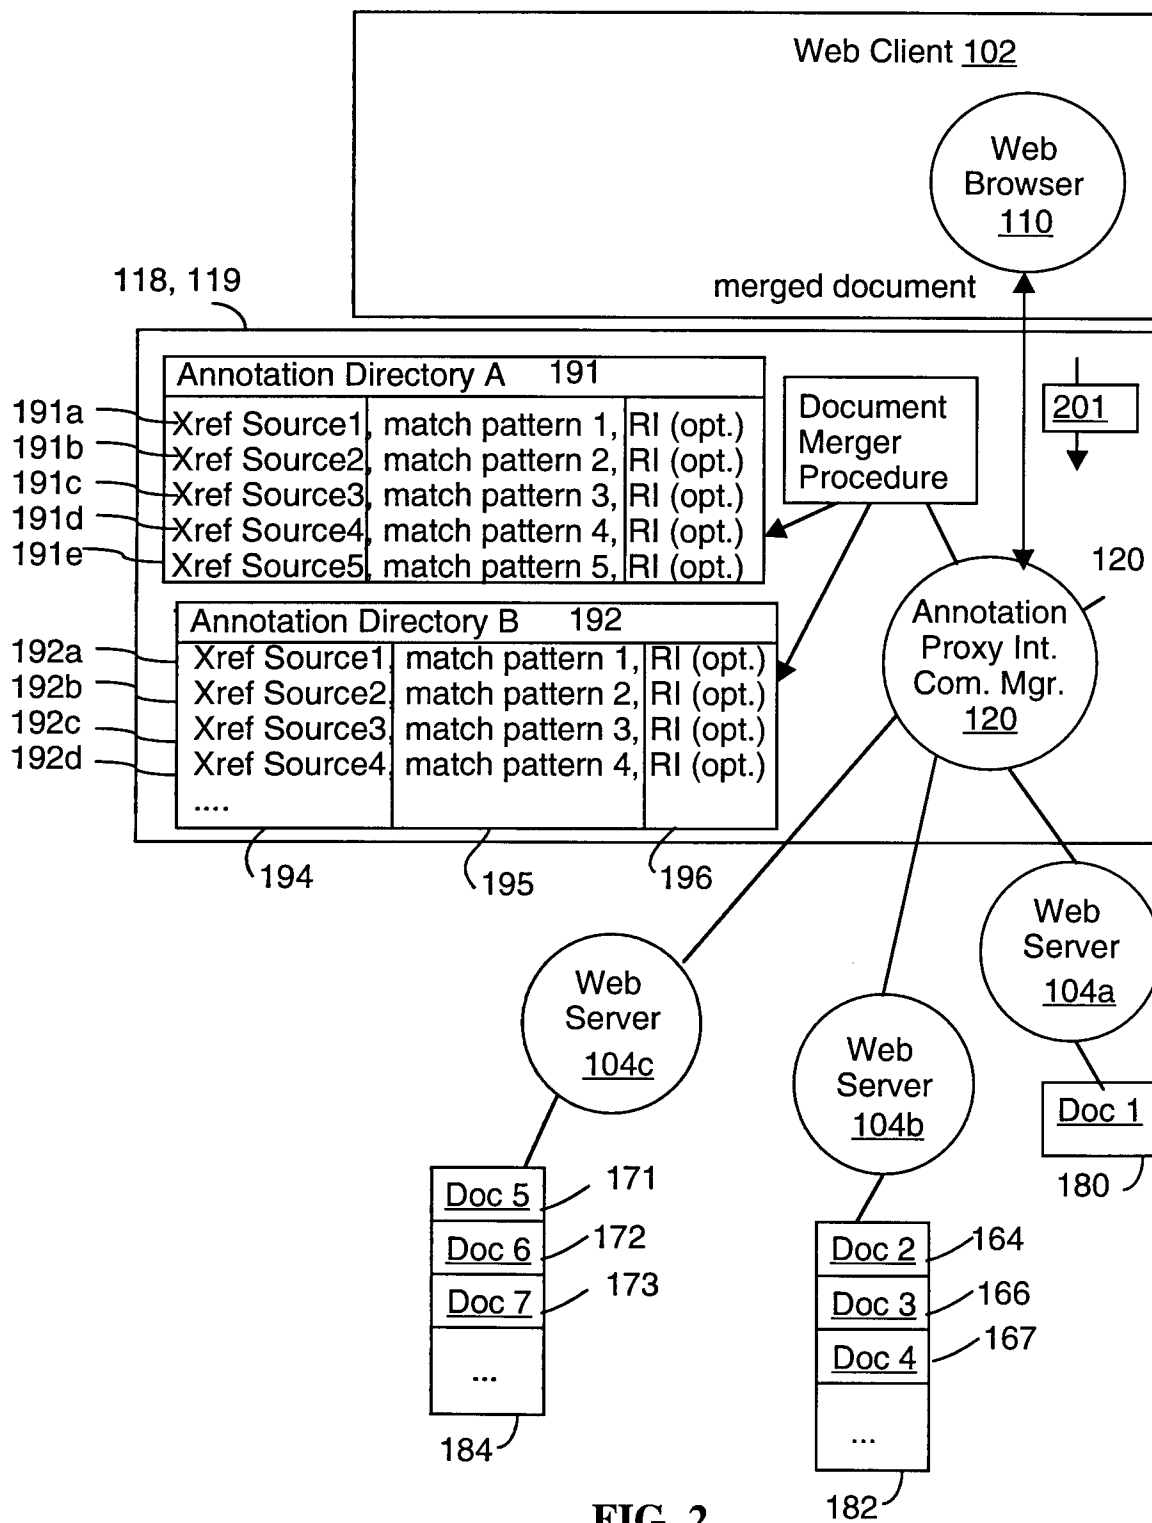 Web Client 102
Web
Browser
110
merged document
118, 119
Annotation Directory A 191
191a Xref Source1, match pattern 1, RI (opt.)
191b Xref Source2, match pattern 2, RI (opt.)
191c Xref Source3, match pattern 3, RI (opt.)
191d Xref Source4, match pattern 4, RI (opt.)
191e Xref Source5, match pattern 5, RI (opt.)
Document
Merger
Procedure
201
120
Annotation
Proxy Int.
Com. Mgr.
120
Annotation Directory B 192
192a Xref Source1, match pattern 1, RI (opt.)
192b Xref Source2, match pattern 2, RI (opt.)
192c Xref Source3, match pattern 3, RI (opt.)
192d Xref Source4, match pattern 4, RI (opt.)
....
194 195 196
Web
Server
104c
Web
Server
104b
Web
Server
104a
Doc 1
180
Doc 5 171
Doc 6 172
Doc 7 173
...
184
Doc 2 164
Doc 3 166
Doc 4 167
...
182
FIG. 2